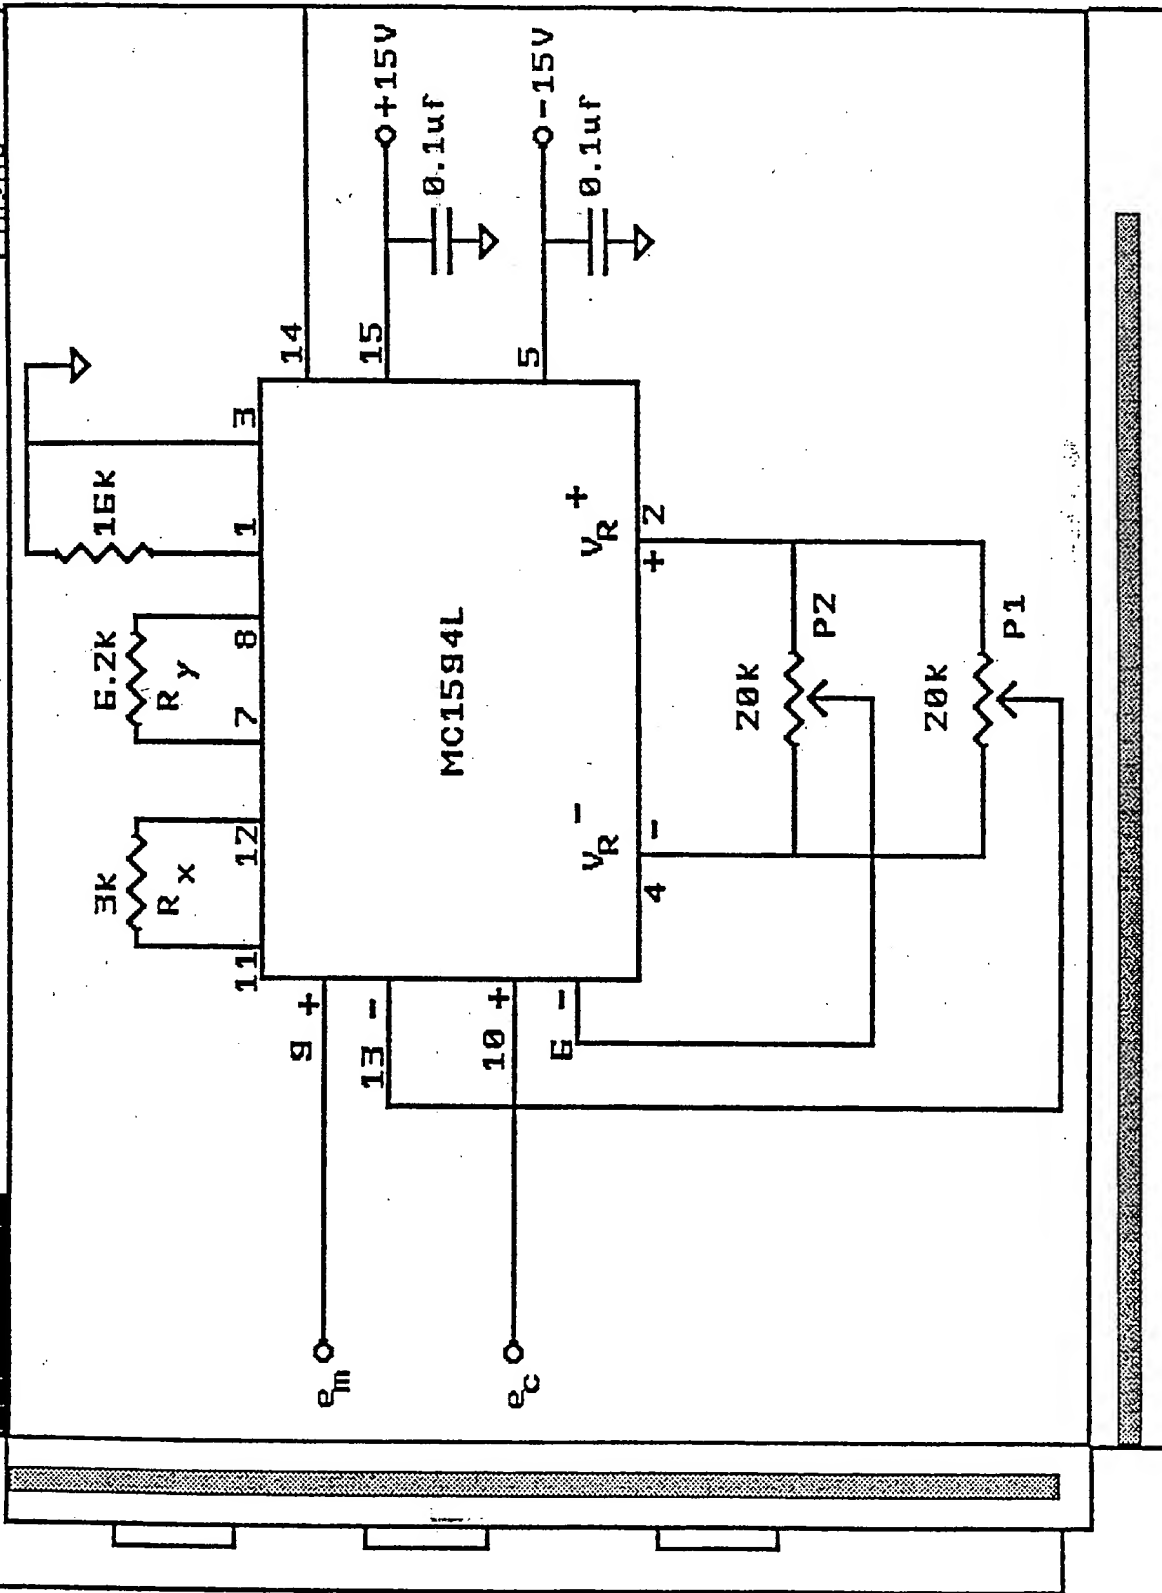 3K
R x
6.2K
R y
16K
11
12
7
8
1
3
14
+15V
15
0.1uf
-15V
5
0.1uf
9 +
13 -
10 +
6 -
e m
e c
MC1594L
V R -
V R +
4 -
2 +
20K
P2
20K
P1